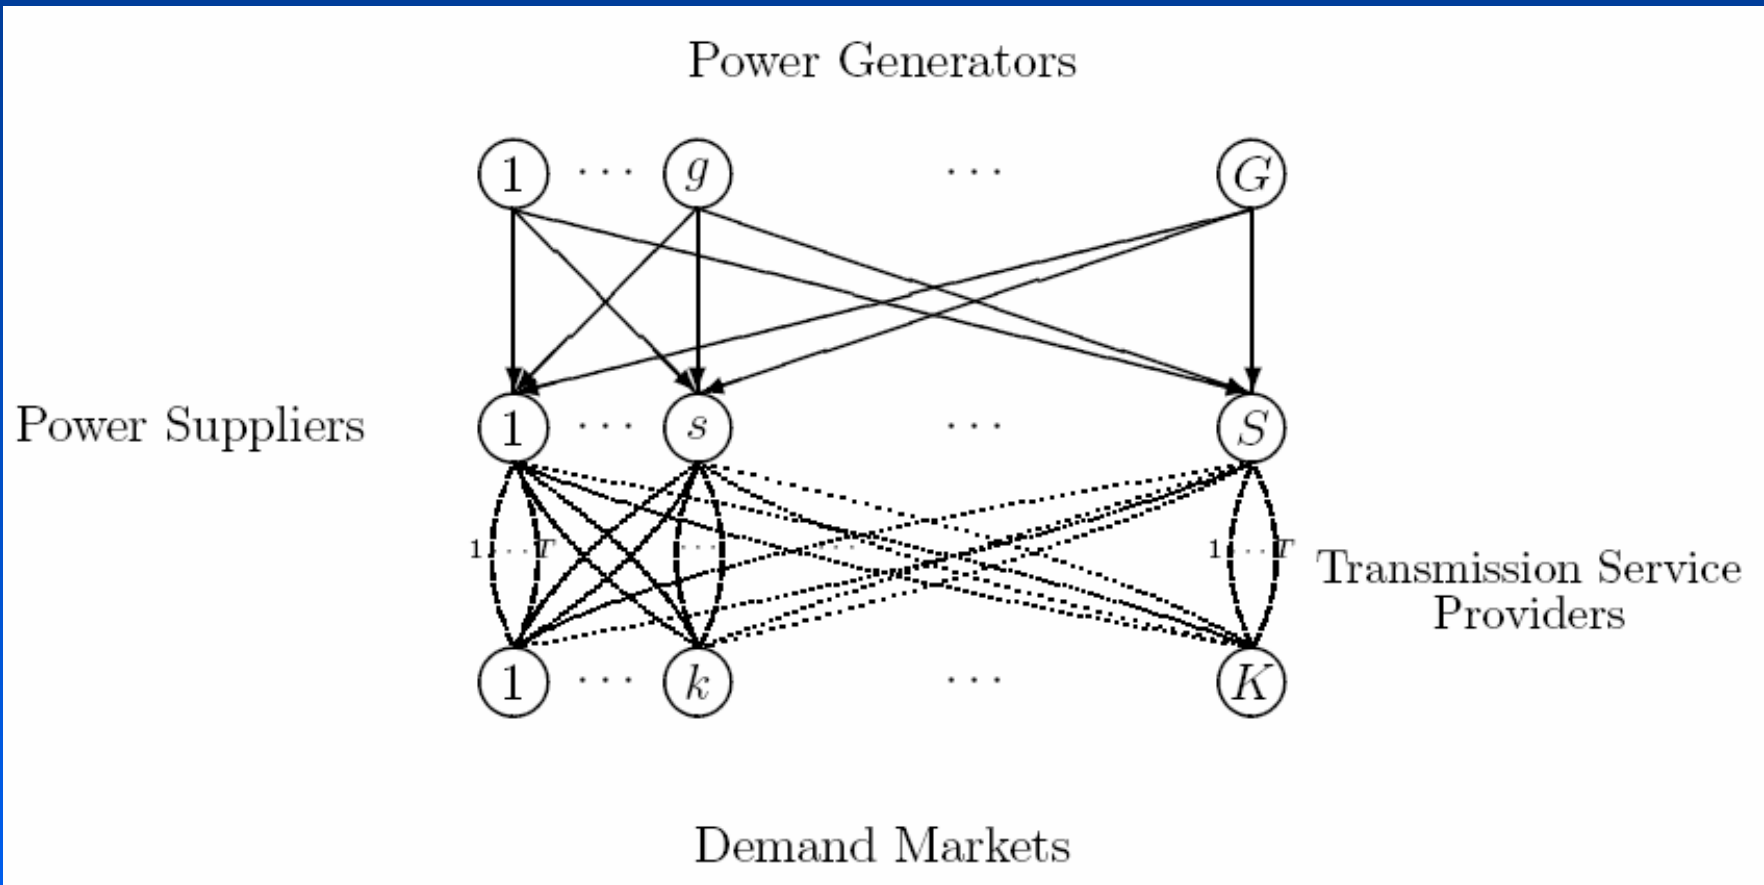 Power Generators
1 ··· g ··· G
Power Suppliers
1 ··· s ··· S
1 ··· T ··· ··· 1 ··· T
Transmission Service
Providers
1 ··· k ··· K
Demand Markets